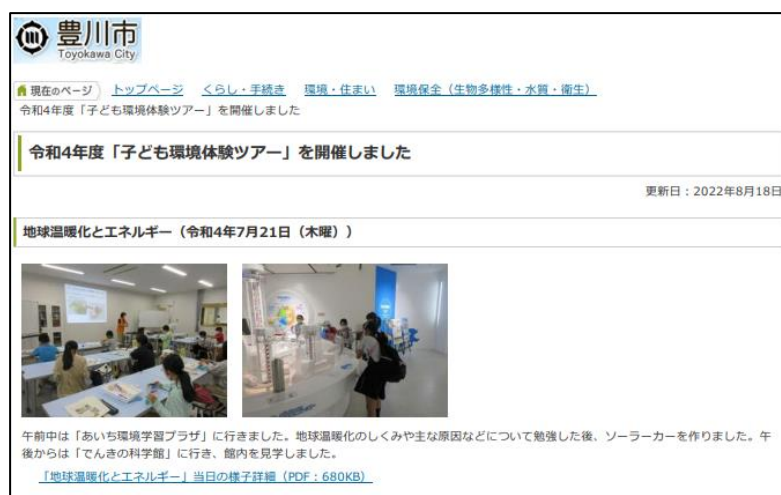 豊川市
Toyokawa City
現在のページ トップページ くらし・手続き 環境・住まい 環境保全（生物多様性・水質・衛生）
令和4年度「子ども環境体験ツアー」を開催しました
令和4年度「子ども環境体験ツアー」を開催しました
更新日：2022年8月18日
地球温暖化とエネルギー（令和4年7月21日（木曜））
午前中は「あいち環境学習プラザ」に行きました。地球温暖化のしくみや主な原因などについて勉強した後、ソーラーカーを作りました。午
後からは「でんきの科学館」に行き、館内を見学しました。
「地球温暖化とエネルギー」当日の様子詳細（PDF：680KB）